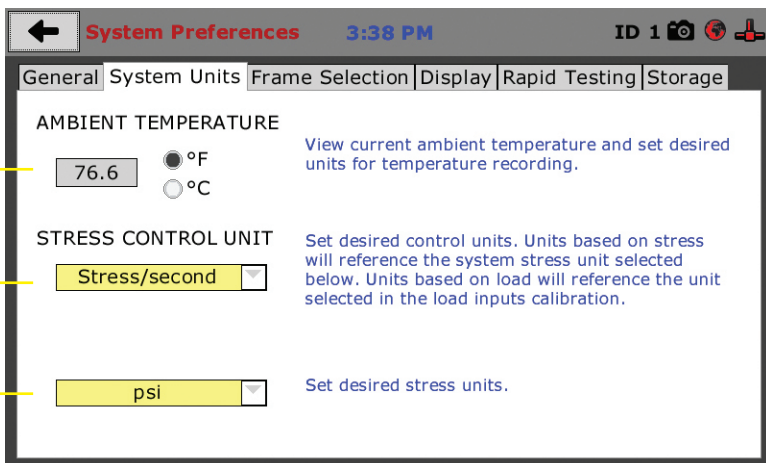 System Preferences 3:38 PM ID 1
General System Units Frame Selection Display Rapid Testing Storage
AMBIENT TEMPERATURE
76.6
°F
°C
View current ambient temperature and set desired
units for temperature recording.
STRESS CONTROL UNIT
Stress/second
Set desired control units. Units based on stress
will reference the system stress unit selected
below. Units based on load will reference the unit
selected in the load inputs calibration.
psi
Set desired stress units.